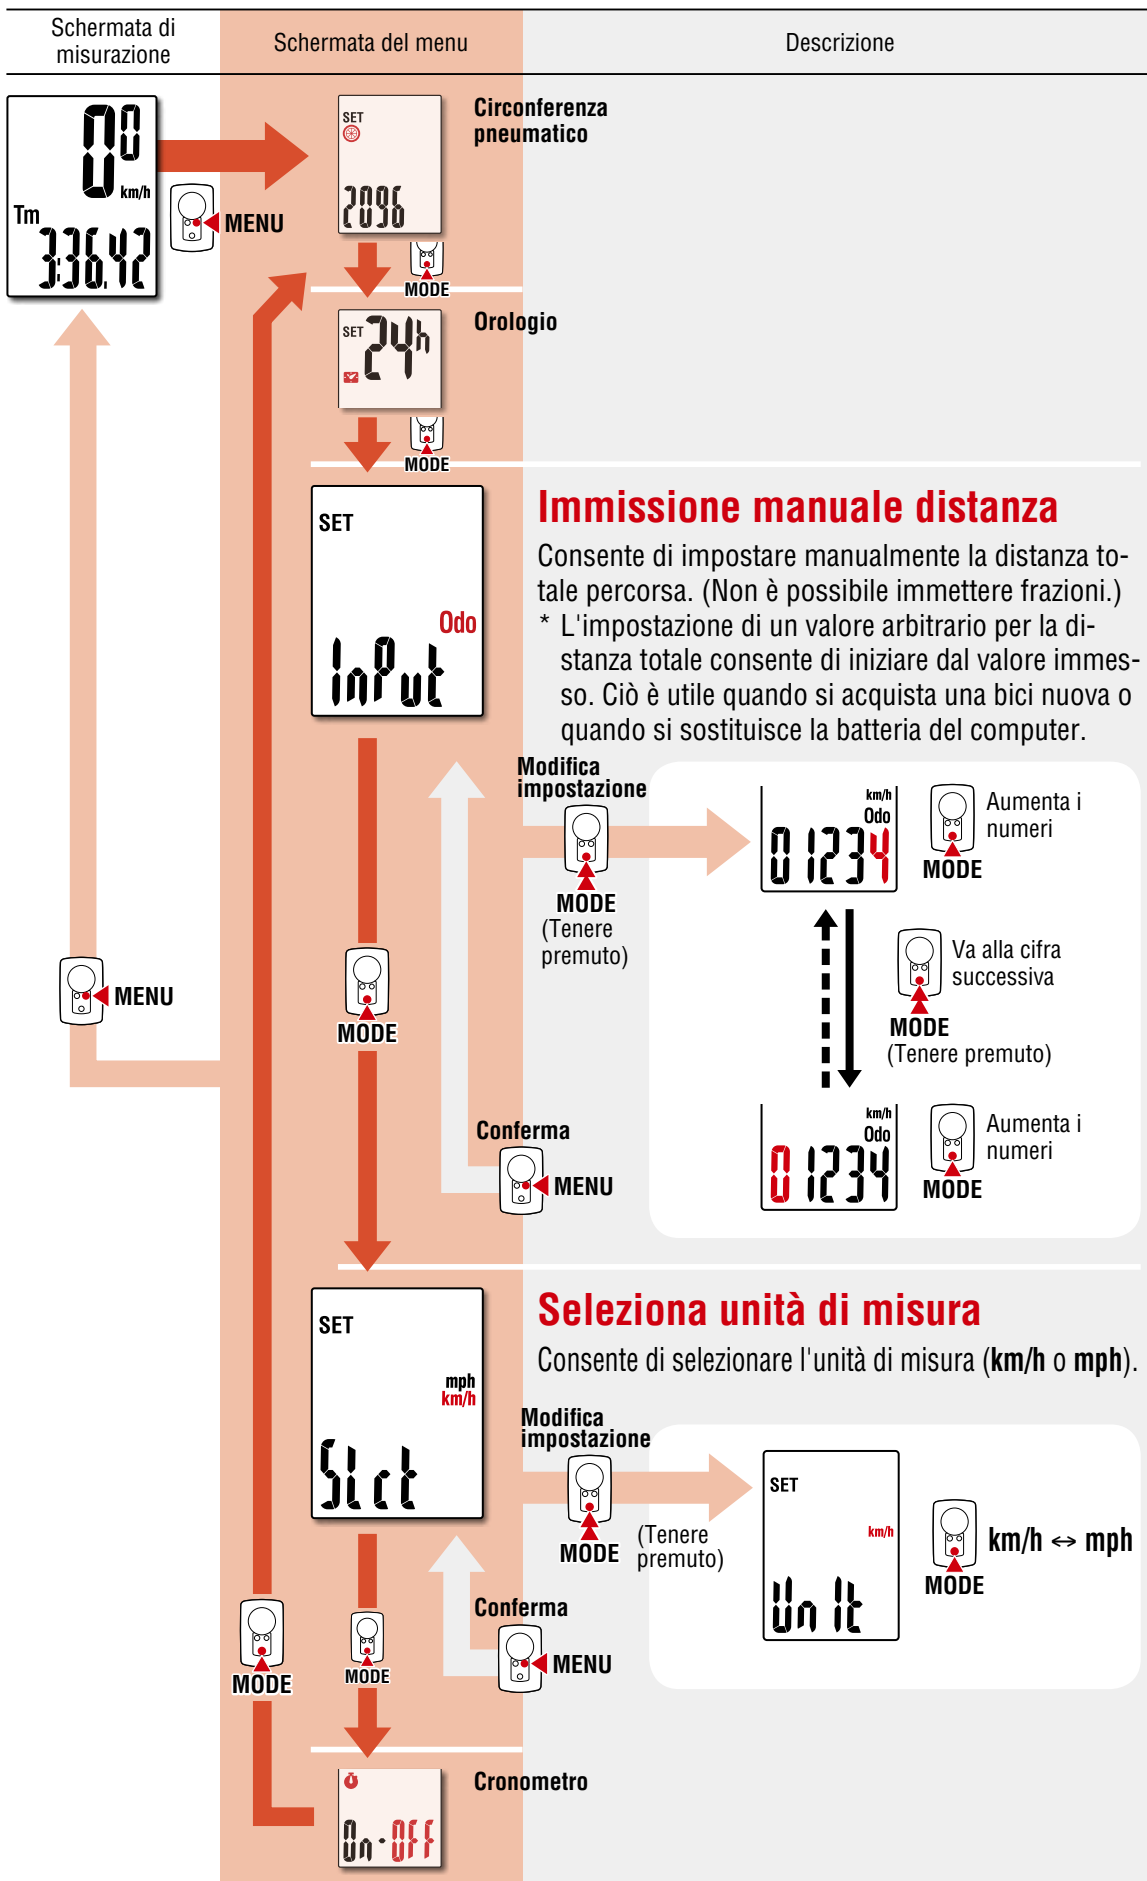 Schermata di
misurazione
Schermata del menu
Descrizione
0.0
km/h
Tm
3:36.42
MENU
SET
2096
Circonferenza
pneumatico
MODE
SET
24h
Orologio
MODE
SET
Odo
InPut
Immissione manuale distanza
Consente di impostare manualmente la distanza to-
tale percorsa. (Non è possibile immettere frazioni.)
* L'impostazione di un valore arbitrario per la di-
stanza totale consente di iniziare dal valore immes-
so. Ciò è utile quando si acquista una bici nuova o
quando si sostituisce la batteria del computer.
Modifica
impostazione
MODE
(Tenere
premuto)
km/h
Odo
01234
Aumenta i
numeri
MODE
Va alla cifra
successiva
MODE
(Tenere premuto)
MENU
MODE
Conferma
MENU
km/h
Odo
01234
Aumenta i
numeri
MODE
SET
mph
km/h
Slct
Seleziona unità di misura
Consente di selezionare l'unità di misura (km/h o mph).
Modifica
impostazione
MODE
(Tenere
premuto)
SET
km/h
Unit
km/h ↔ mph
MODE
Conferma
MENU
MODE
MODE
On-OFF
Cronometro